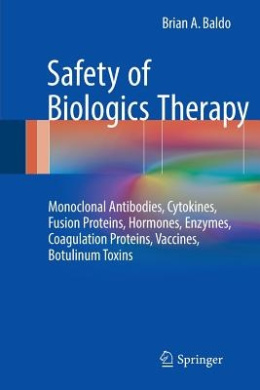 Brian A. Baldo
Safety of
Biologics Therapy
Monoclonal Antibodies, Cytokines,
Fusion Proteins, Hormones, Enzymes,
Coagulation Proteins, Vaccines,
Botulinum Toxins
Springer